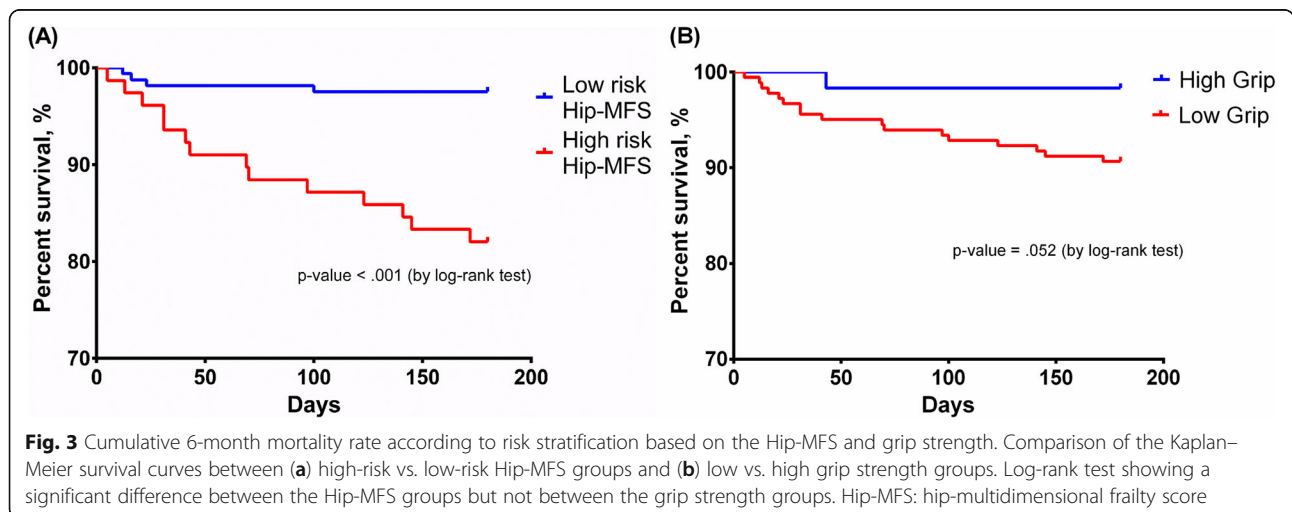 (A)
100
90
80
70
Percent survival, %
0 50 100 150 200
Days
Low risk
Hip-MFS
High risk
Hip-MFS
p-value < .001 (by log-rank test)
(B)
100
90
80
70
Percent survival, %
0 50 100 150 200
Days
High Grip
Low Grip
p-value = .052 (by log-rank test)
Fig. 3 Cumulative 6-month mortality rate according to risk stratification based on the Hip-MFS and grip strength. Comparison of the Kaplan–
Meier survival curves between (a) high-risk vs. low-risk Hip-MFS groups and (b) low vs. high grip strength groups. Log-rank test showing a
significant difference between the Hip-MFS groups but not between the grip strength groups. Hip-MFS: hip-multidimensional frailty score